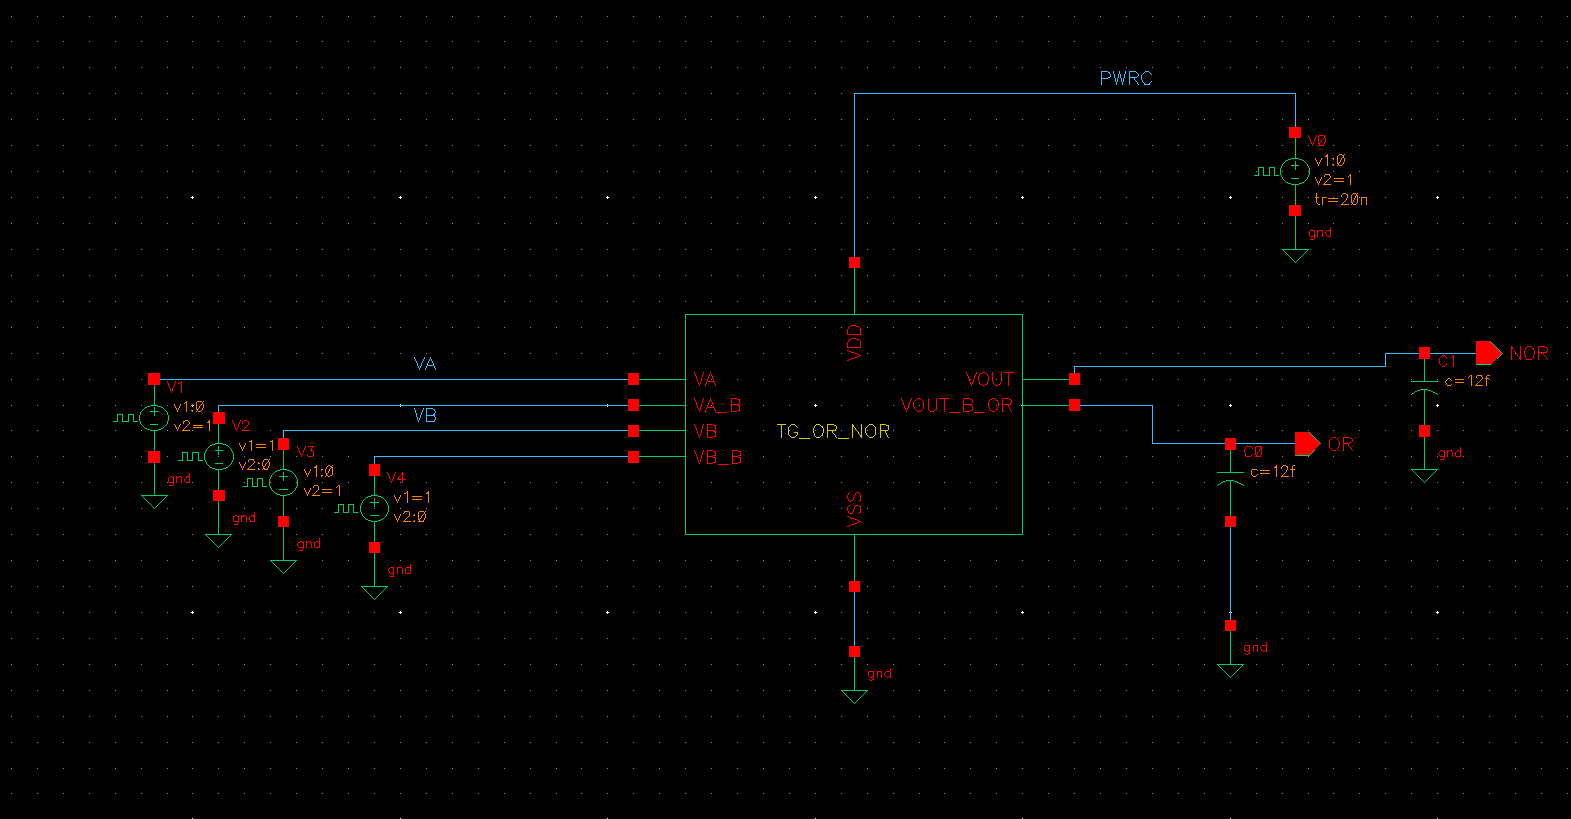 PWRC
V0
v1:0
v2=1
tr=20n
gnd
VDD
VA
V1
v1:0
v2=1
gnd
V2
v1=1
v2:0
gnd
VB
V3
v1:0
v2=1
gnd
V4
v1=1
v2:0
gnd
VA
VA_B
VB
VB_B
TG_OR_NOR
VOUT
VOUT_B_OR
VSS
gnd
NOR
C1
c=12f
gnd
OR
C0
c=12f
gnd